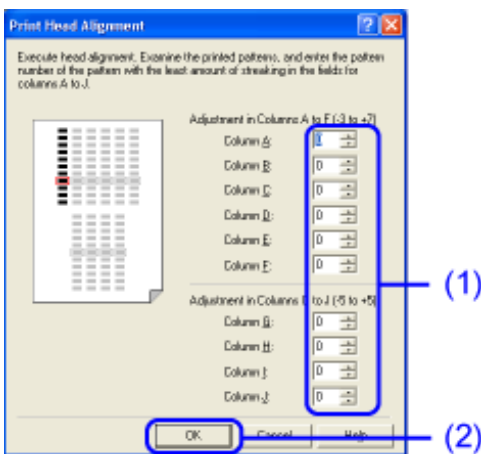 Print Head Alignment
Execute head alignment. Examine the printed patterns, and enter the pattern
number of the pattern with the least amount of streaking in the fields for
columns A to J.
Adjustment in Columns A to F (-3 to +7)
Column A:
Column B: 0
Column C: 0
Column D: 0
Column E: 0
Column F: 0
(1)
Adjustment in Columns to J (-5 to +5)
Column G: 0
Column H: 0
Column I: 0
Column J: 0
OK Cancel Help
(2)